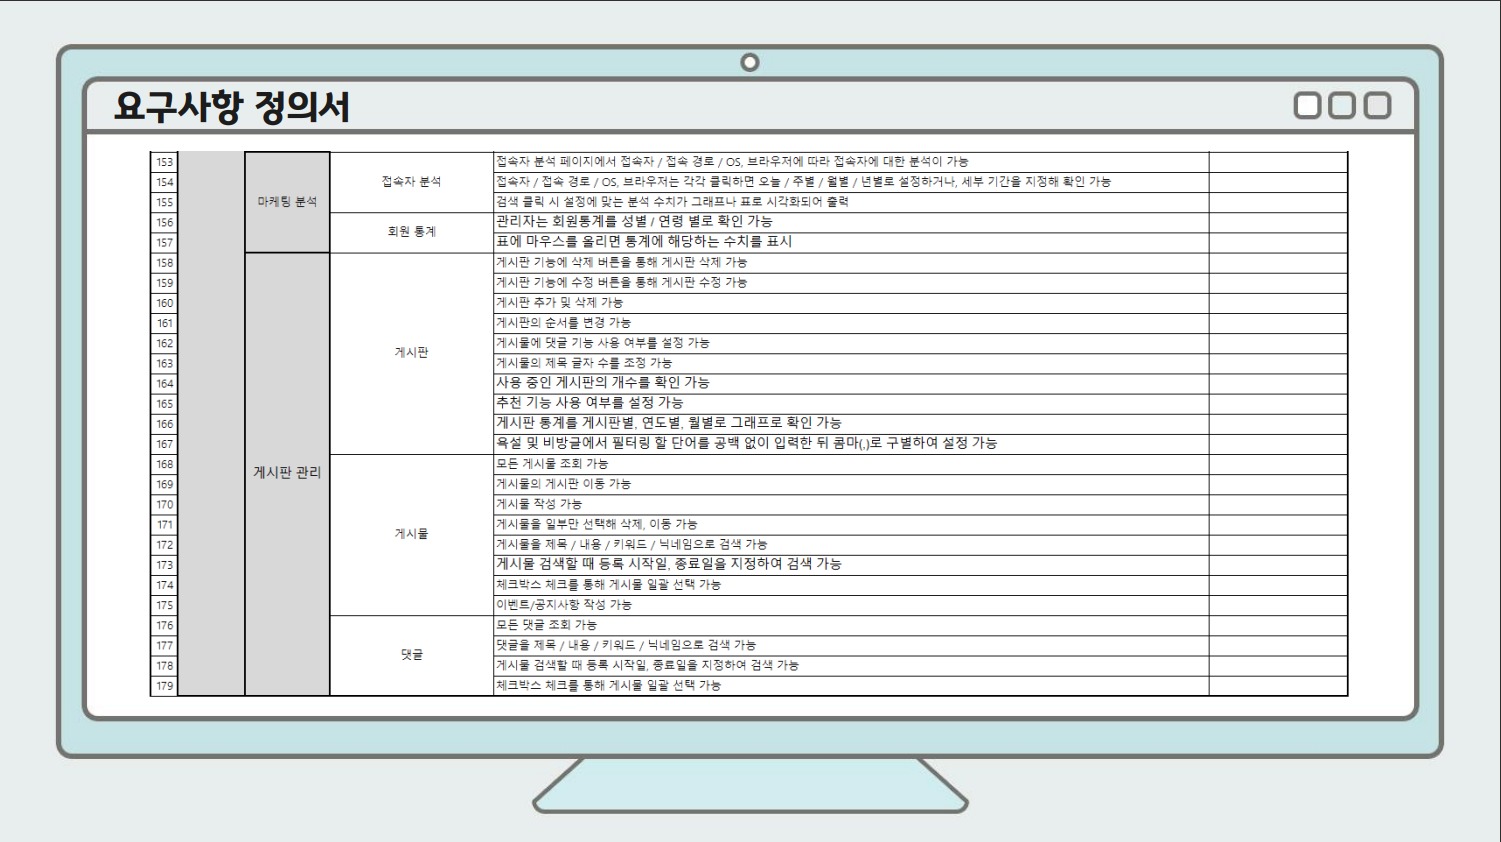 요구사항 정의서
153 마케팅 분석 접속자 분석 접속자 분석 페이지에서 접속자 / 접속 경로 / OS, 브라우저에 따라 접속자에 대한 분석이 가능
154 접속자 / 접속 경로 / OS, 브라우저는 각각 클릭하면 오늘 / 주별 / 월별 / 년별로 설정하거나, 세부 기간을 지정해 확인 가능
155 검색 클릭 시 설정에 맞는 분석 수치가 그래프나 표로 시각화되어 출력
156 회원 통계 관리자는 회원통계를 성별 / 연령 별로 확인 가능
157 표에 마우스를 올리면 통계에 해당하는 수치를 표시
158 게시판 관리 게시판 게시판 기능에 삭제 버튼을 통해 게시판 삭제 가능
159 게시판 기능에 수정 버튼을 통해 게시판 수정 가능
160 게시판 추가 및 삭제 가능
161 게시판의 순서를 변경 가능
162 게시물에 댓글 기능 사용 여부를 설정 가능
163 게시물의 제목 글자 수를 조정 가능
164 사용 중인 게시판의 개수를 확인 가능
165 추천 기능 사용 여부를 설정 가능
166 게시판 통계를 게시판별, 연도별, 월별로 그래프로 확인 가능
167 욕설 및 비방글에서 필터링 할 단어를 공백 없이 입력한 뒤 콤마(,)로 구별하여 설정 가능
168 게시물 모든 게시물 조회 가능
169 게시물의 게시판 이동 가능
170 게시물 작성 가능
171 게시물을 일부만 선택해 삭제, 이동 가능
172 게시물을 제목 / 내용 / 키워드 / 닉네임으로 검색 가능
173 게시물 검색할 때 등록 시작일, 종료일을 지정하여 검색 가능
174 체크박스 체크를 통해 게시물 일괄 선택 가능
175 이벤트/공지사항 작성 가능
176 댓글 모든 댓글 조회 가능
177 댓글을 제목 / 내용 / 키워드 / 닉네임으로 검색 가능
178 게시물 검색할 때 등록 시작일, 종료일을 지정하여 검색 가능
179 체크박스 체크를 통해 게시물 일괄 선택 가능